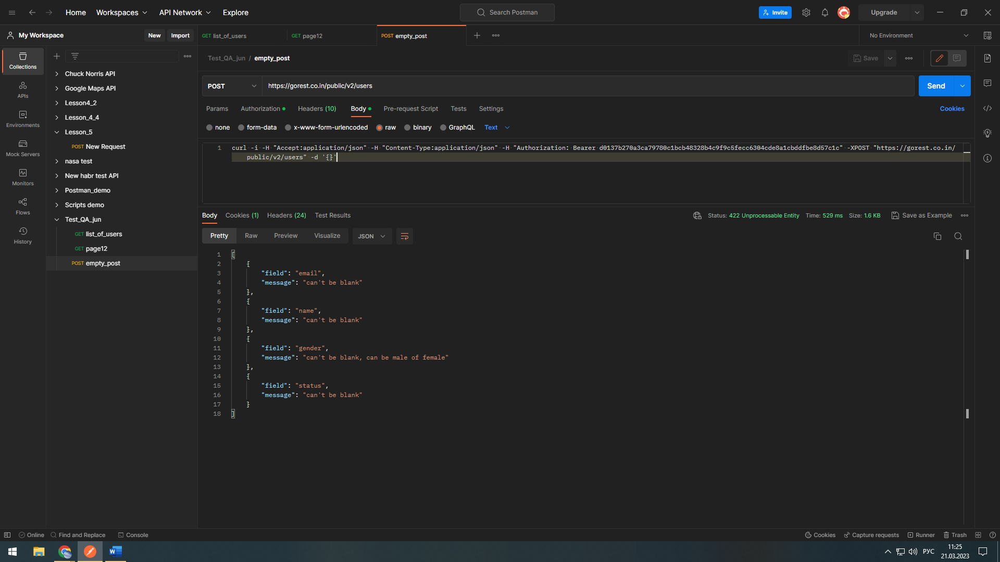 Home
Workspaces
API Network
Explore
Search Postman
Invite
Upgrade
My Workspace
New
Import
GET list_of_users
GET page12
POST empty_post
No Environment
Collections
APIs
Environments
Mock Servers
Monitors
Flows
History
Chuck Norris API
Google Maps API
Lesson4_2
Lesson_4_4
Lesson_5
POST New Request
nasa test
New habr test API
Postman_demo
Scripts demo
Test_QA_jun
GET list_of_users
GET page12
POST empty_post
Test_QA_jun / empty_post
Save
POST
https://gorest.co.in/public/v2/users
Send
Params
Authorization
Headers (10)
Body
Pre-request Script
Tests
Settings
Cookies
none
form-data
x-www-form-urlencoded
raw
binary
GraphQL
Text
1 curl -i -H "Accept:application/json" -H "Content-Type:application/json" -H "Authorization: Bearer d0137b270a3ca79780c1bcb48328b4c9f9c5fecc6304cde8a1cbddfbe8d57c1c" -XPOST "https://gorest.co.in/
public/v2/users" -d '{}'
Body
Cookies (1)
Headers (24)
Test Results
Status: 422 Unprocessable Entity
Time: 529 ms
Size: 1.6 KB
Save as Example
Pretty
Raw
Preview
Visualize
JSON
1 [
2 {
3 "field": "email",
4 "message": "can't be blank"
5 },
6 {
7 "field": "name",
8 "message": "can't be blank"
9 },
10 {
11 "field": "gender",
12 "message": "can't be blank, can be male of female"
13 },
14 {
15 "field": "status",
16 "message": "can't be blank"
17 }
18 ]
Online
Find and Replace
Console
Cookies
Capture requests
Runner
Trash
РУС
11:25
21.03.2023